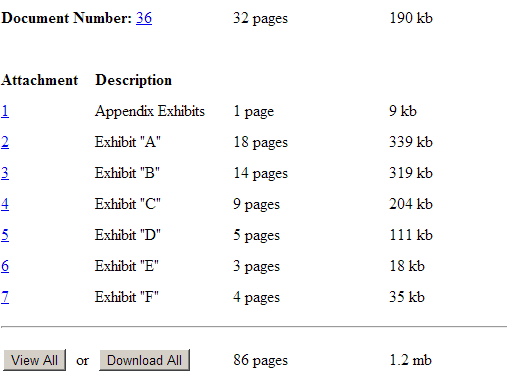 Document Number: 36 32 pages 190 kb
Attachment Description
1 Appendix Exhibits 1 page 9 kb
2 Exhibit "A" 18 pages 339 kb
3 Exhibit "B" 14 pages 319 kb
4 Exhibit "C" 9 pages 204 kb
5 Exhibit "D" 5 pages 111 kb
6 Exhibit "E" 3 pages 18 kb
7 Exhibit "F" 4 pages 35 kb
View All or Download All 86 pages 1.2 mb